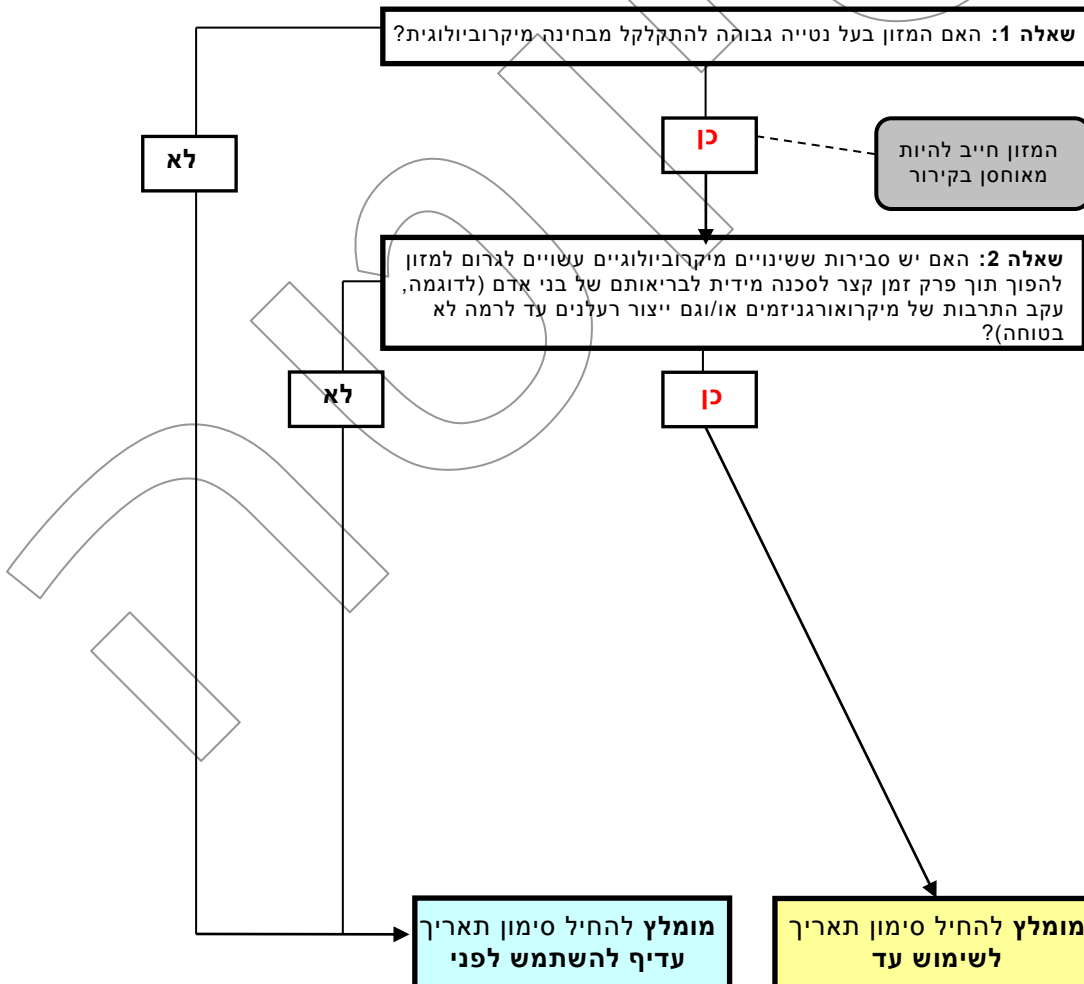 שאלה 1: האם המזון בעל נטייה גבוהה להתקלקל מבחינה מיקרוביולוגית?
כן
לא
המזון חייב להיות
מאוחסן בקירור
שאלה 2: האם יש סבירות ששינויים מיקרוביולוגיים עשויים לגרום למזון
להפוך תוך פרק זמן קצר לסכנה מידית לבריאותם של בני אדם (לדוגמה,
עקב התרבות של מיקרואורגניזמים או/וגם ייצור רעלנים עד לרמה לא
בטוחה)?
כן
לא
מומלץ להחיל סימון תאריך
לשימוש עד
מומלץ להחיל סימון תאריך
עדיף להשתמש לפני